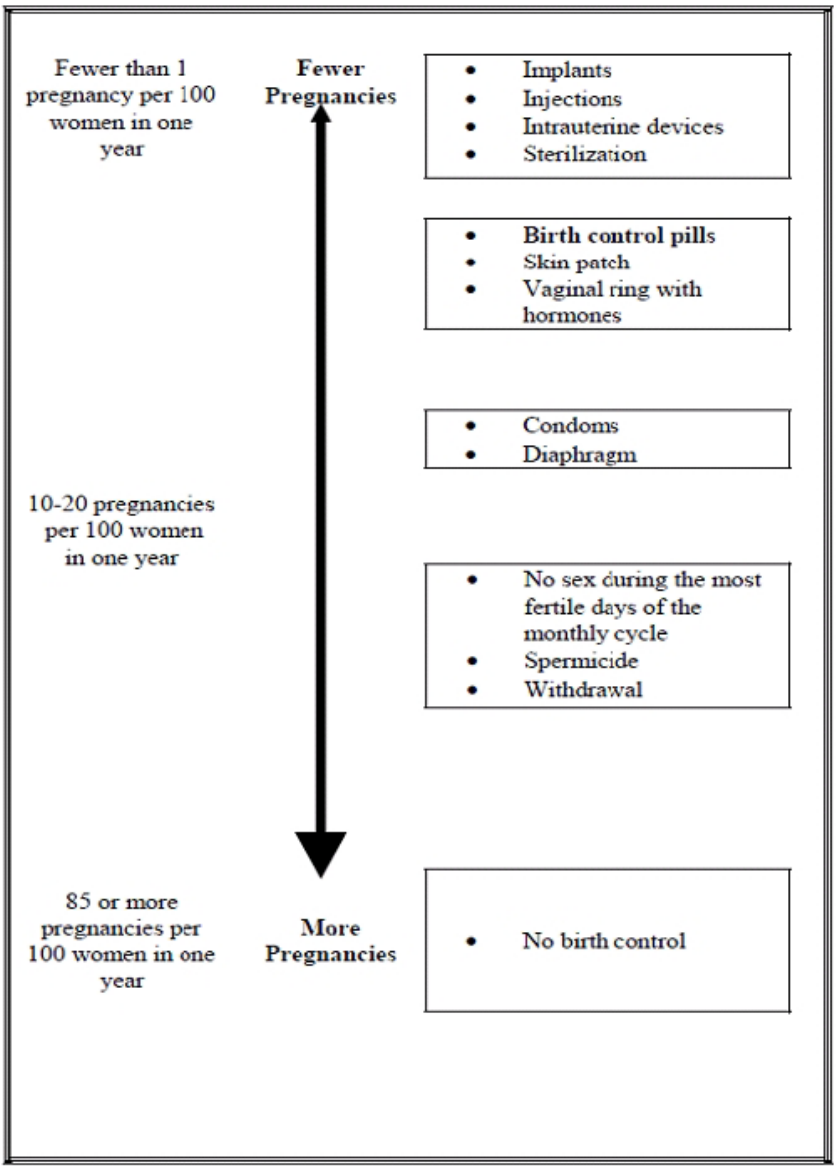 Fewer than 1
pregnancy per 100
women in one
year
Fewer
Pregnancies
• Implants
• Injections
• Intrauterine devices
• Sterilization
• Birth control pills
• Skin patch
• Vaginal ring with
hormones
• Condoms
• Diaphragm
10-20 pregnancies
per 100 women
in one year
• No sex during the most
fertile days of the
monthly cycle
• Spermicide
• Withdrawal
85 or more
pregnancies per
100 women in one
year
More
Pregnancies
• No birth control